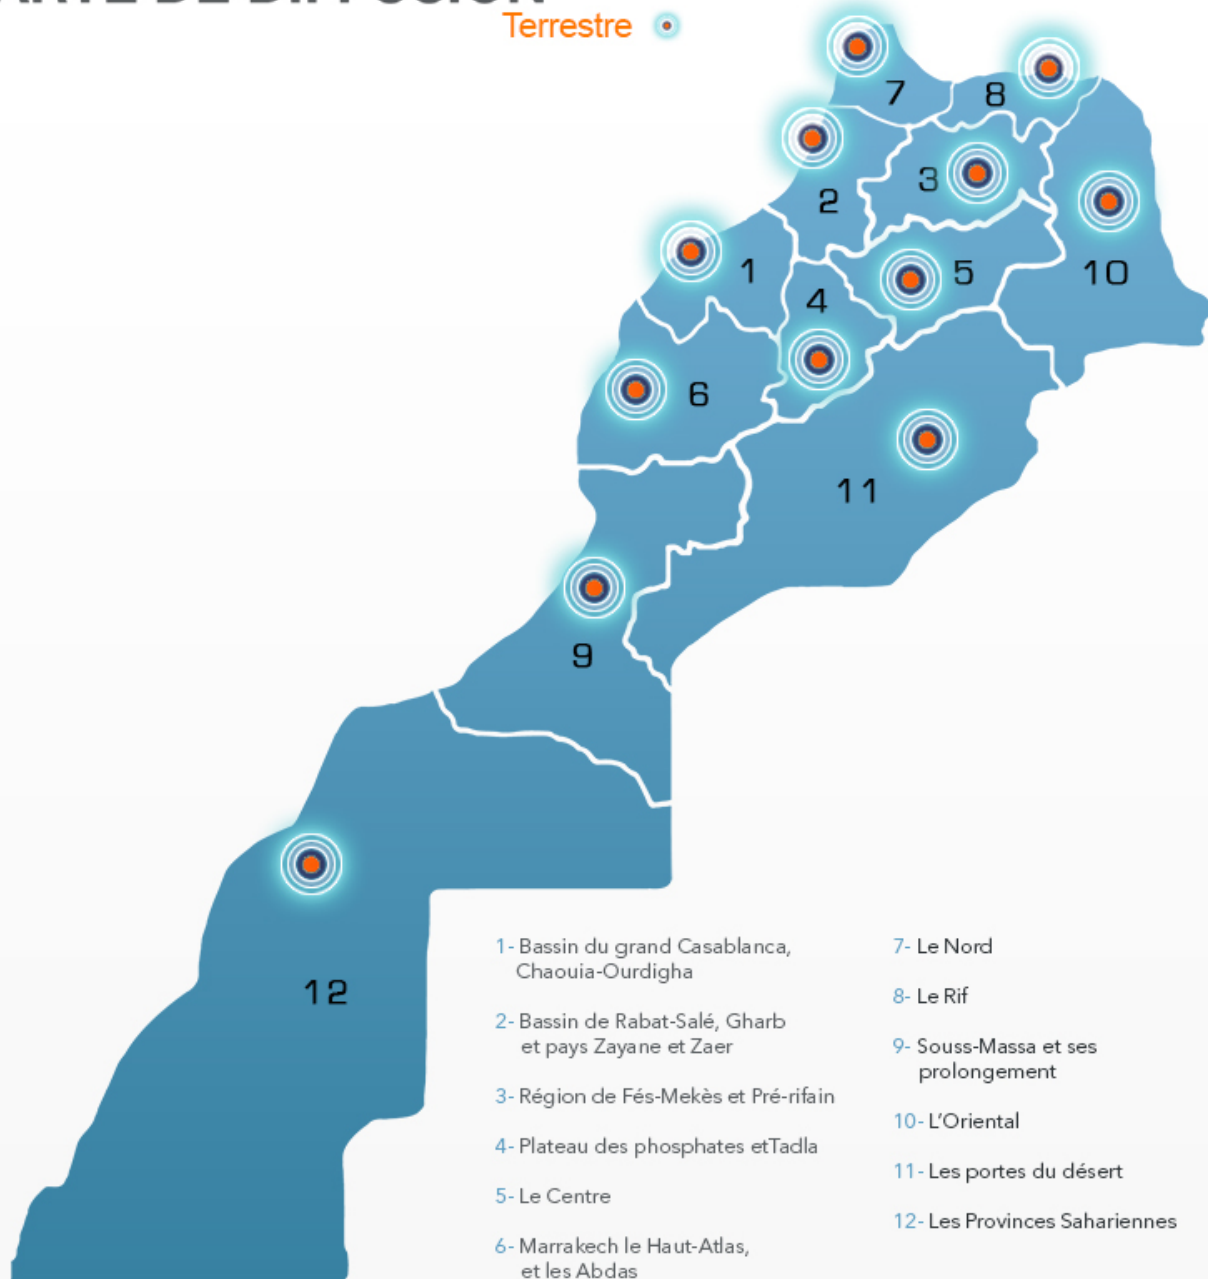 CARTE DE DIFFUSION
Terrestre
7
8
3
2
10
1
5
4
6
11
9
12
1- Bassin du grand Casablanca,
Chaouia-Ourdigha
2- Bassin de Rabat-Salé, Gharb
et pays Zayane et Zaer
3- Région de Fés-Mekès et Pré-rifain
4- Plateau des phosphates etTadla
5- Le Centre
6- Marrakech le Haut-Atlas,
et les Abdas
7- Le Nord
8- Le Rif
9- Souss-Massa et ses
prolongement
10- L'Oriental
11- Les portes du désert
12- Les Provinces Sahariennes